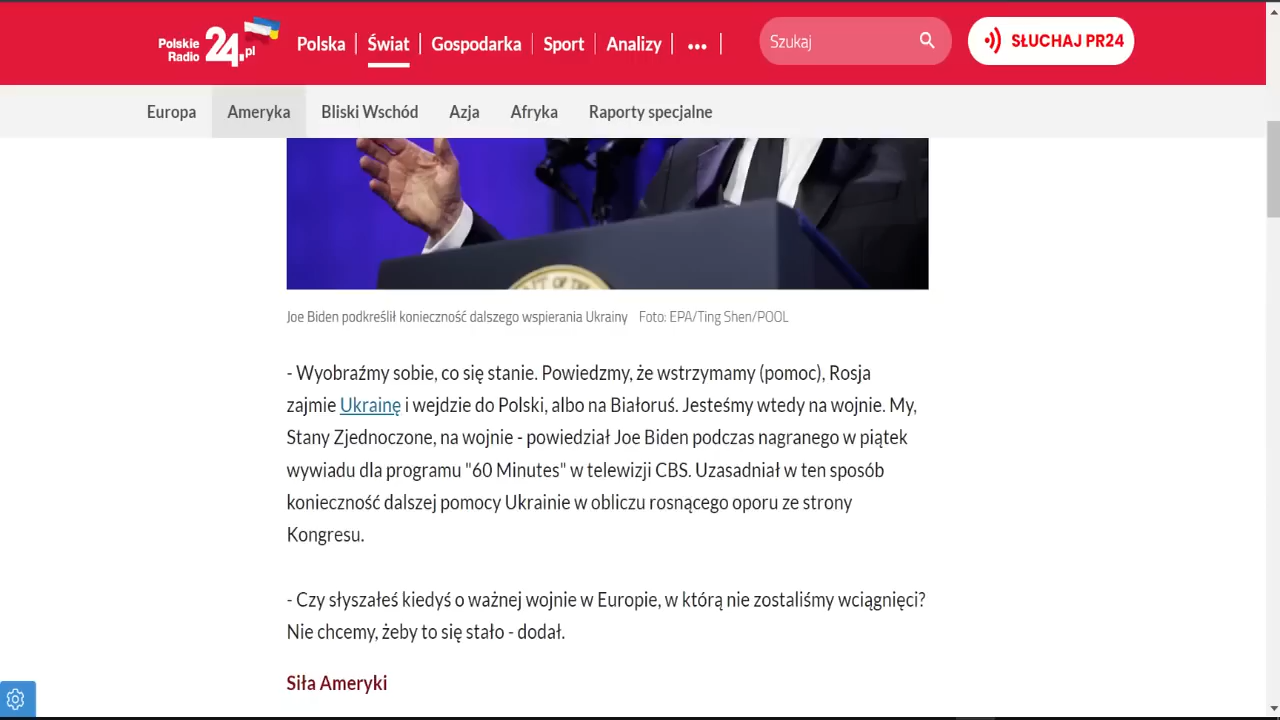 Polskie
Radio 24.pl
Polska Świat Gospodarka Sport Analizy ••• Szukaj SŁUCHAJ PR24
Europa Ameryka Bliski Wschód Azja Afryka Raporty specjalne
T OF THE
Joe Biden podkreślił konieczność dalszego wspierania Ukrainy Foto: EPA/Ting Shen/POOL
- Wyobraźmy sobie, co się stanie. Powiedzmy, że wstrzymamy (pomoc), Rosja
zajmie Ukrainę i wejdzie do Polski, albo na Białoruś. Jesteśmy wtedy na wojnie. My,
Stany Zjednoczone, na wojnie - powiedział Joe Biden podczas nagranego w piątek
wywiadu dla programu "60 Minutes" w telewizji CBS. Uzasadniał w ten sposób
konieczność dalszej pomocy Ukrainie w obliczu rosnącego oporu ze strony
Kongresu.
- Czy słyszałeś kiedyś o ważnej wojnie w Europie, w którą nie zostaliśmy wciągnięci?
Nie chcemy, żeby to się stało - dodał.
Siła Ameryki